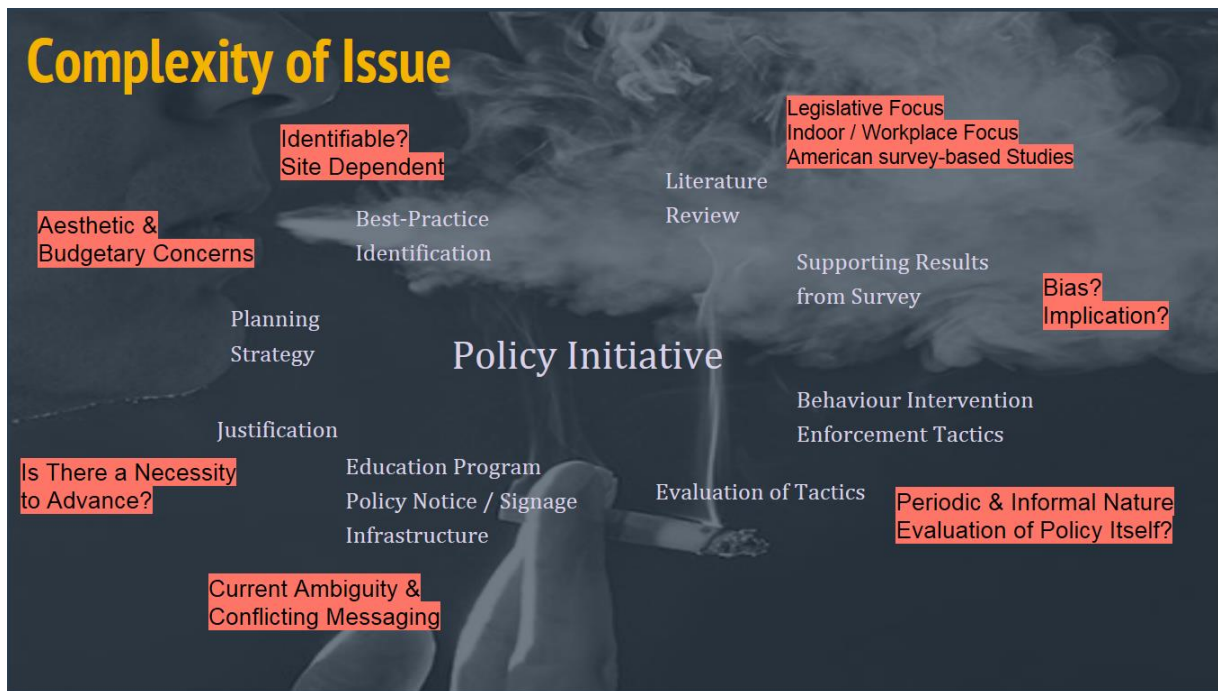 Complexity of Issue
Legislative Focus
Indoor / Workplace Focus
American survey-based Studies
Identifiable?
Site Dependent
Literature
Review
Best-Practice
Identification
Aesthetic &
Budgetary Concerns
Supporting Results
from Survey
Bias?
Implication?
Planning
Strategy
Policy Initiative
Behaviour Intervention
Enforcement Tactics
Justification
Is There a Necessity
to Advance?
Education Program
Policy Notice / Signage
Infrastructure
Evaluation of Tactics
Periodic & Informal Nature
Evaluation of Policy Itself?
Current Ambiguity &
Conflicting Messaging